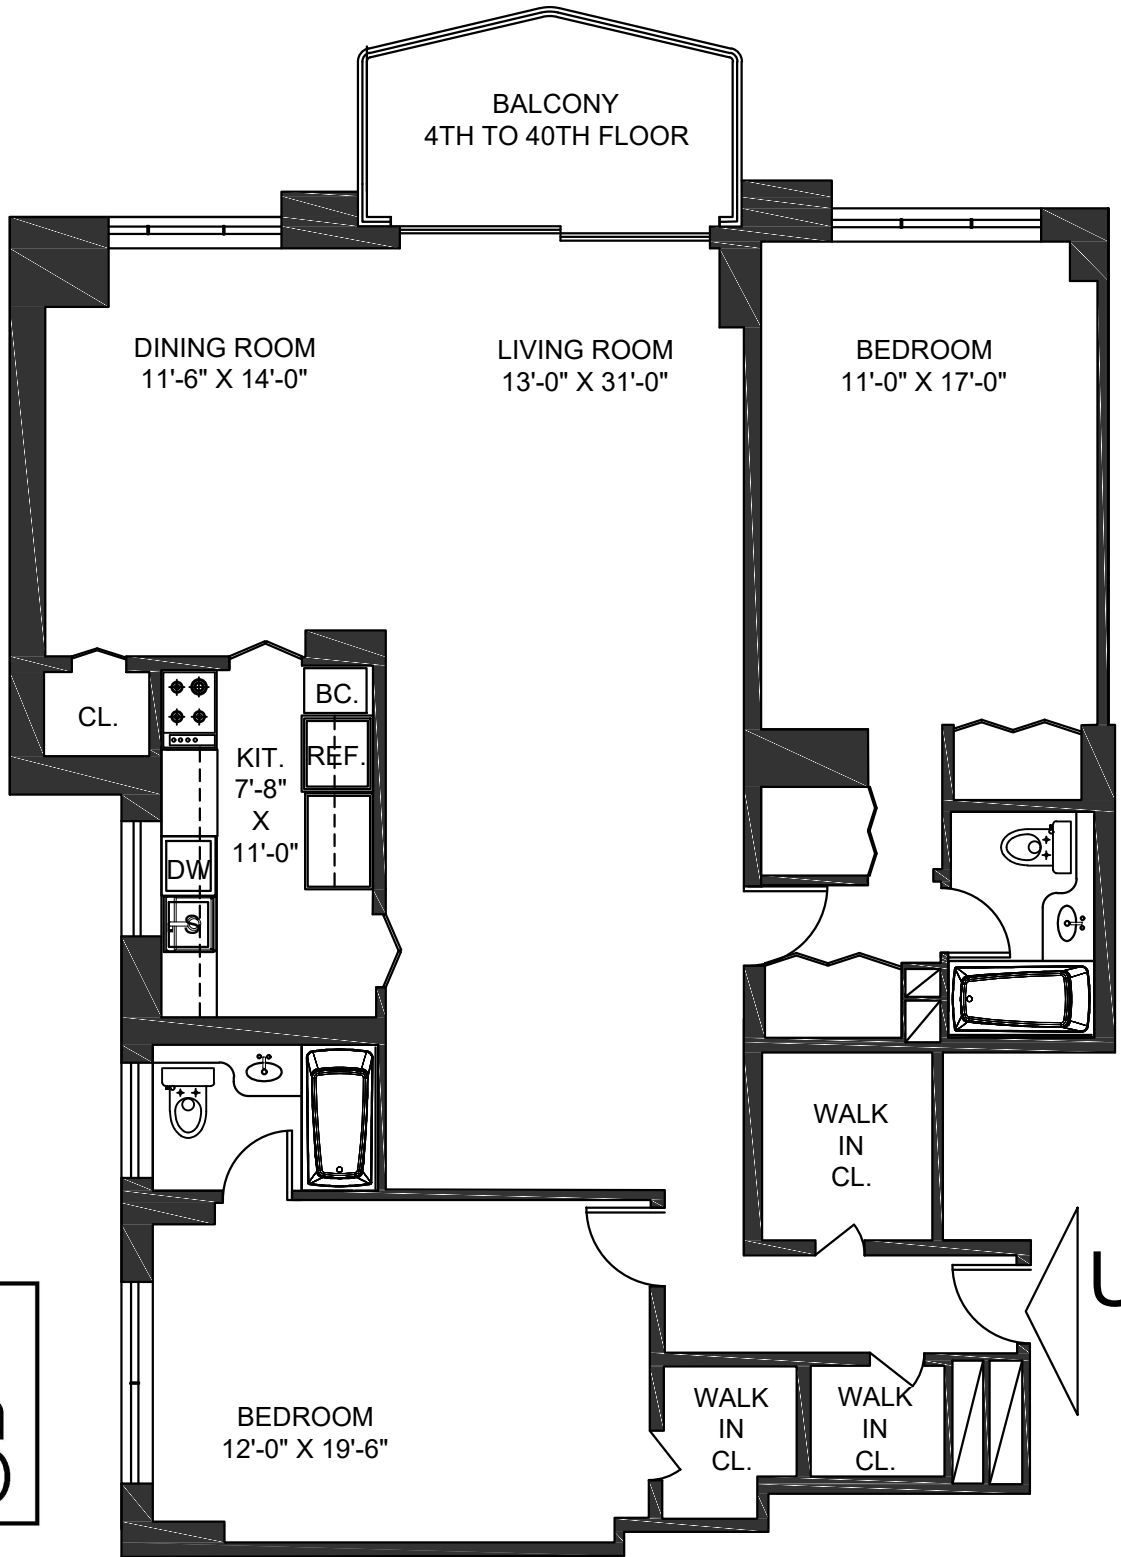 BALCONY
4TH TO 40TH FLOOR
DINING ROOM
11'-6" X 14'-0"
LIVING ROOM
13'-0" X 31'-0"
BEDROOM
11'-0" X 17'-0"
CL.
BC.
REF.
KIT.
7'-8"
X
11'-0"
DW
WALK
IN
CL.
BEDROOM
12'-0" X 19'-6"
WALK
IN
CL.
WALK
IN
CL.